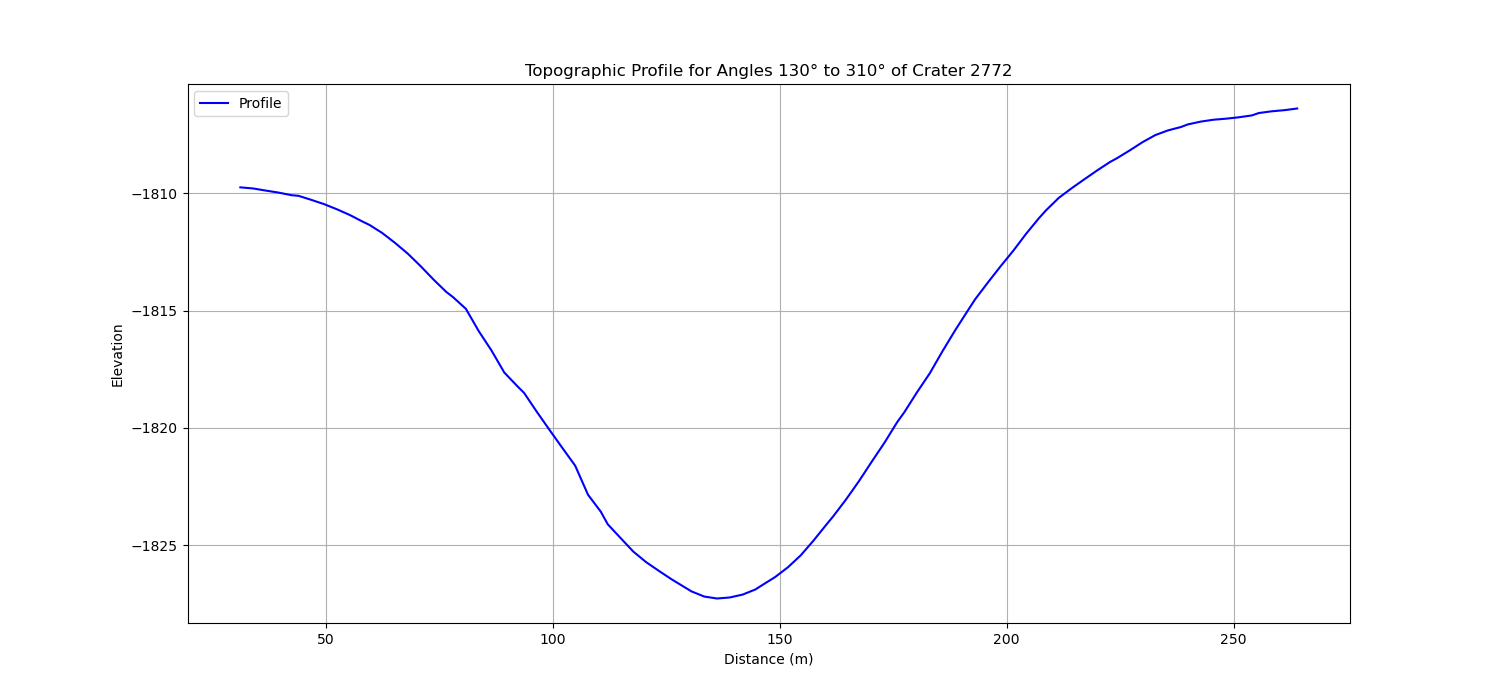 Topographic Profile for Angles 130° to 310° of Crater 2772
Profile
−1810
−1815
−1820
−1825
Elevation
50
100
150
200
250
Distance (m)